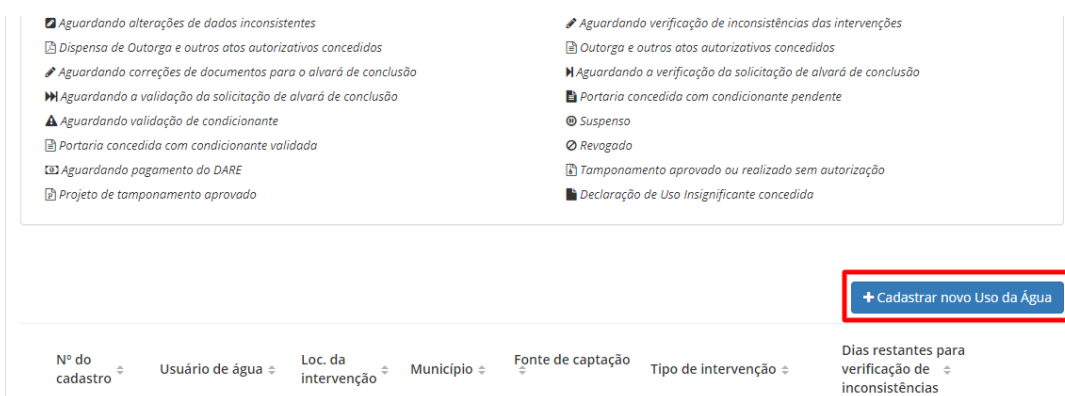 Aguardando alterações de dados inconsistentes
Aguardando verificação de inconsistências das intervenções
Dispensa de Outorga e outros atos autorizativos concedidos
Outorga e outros atos autorizativos concedidos
Aguardando correções de documentos para o alvará de conclusão
Aguardando a verificação da solicitação de alvará de conclusão
Aguardando a validação da solicitação de alvará de conclusão
Portaria concedida com condicionante pendente
Aguardando validação de condicionante
Suspenso
Portaria concedida com condicionante validada
Revogado
Aguardando pagamento do DARE
Tamponamento aprovado ou realizado sem autorização
Projeto de tamponamento aprovado
Declaração de Uso Insignificante concedida
+ Cadastrar novo Uso da Água
Nº do
cadastro
Usuário de água
Loc. da
intervenção
Município
Fonte de captação
Tipo de intervenção
Dias restantes para
verificação de
inconsistências